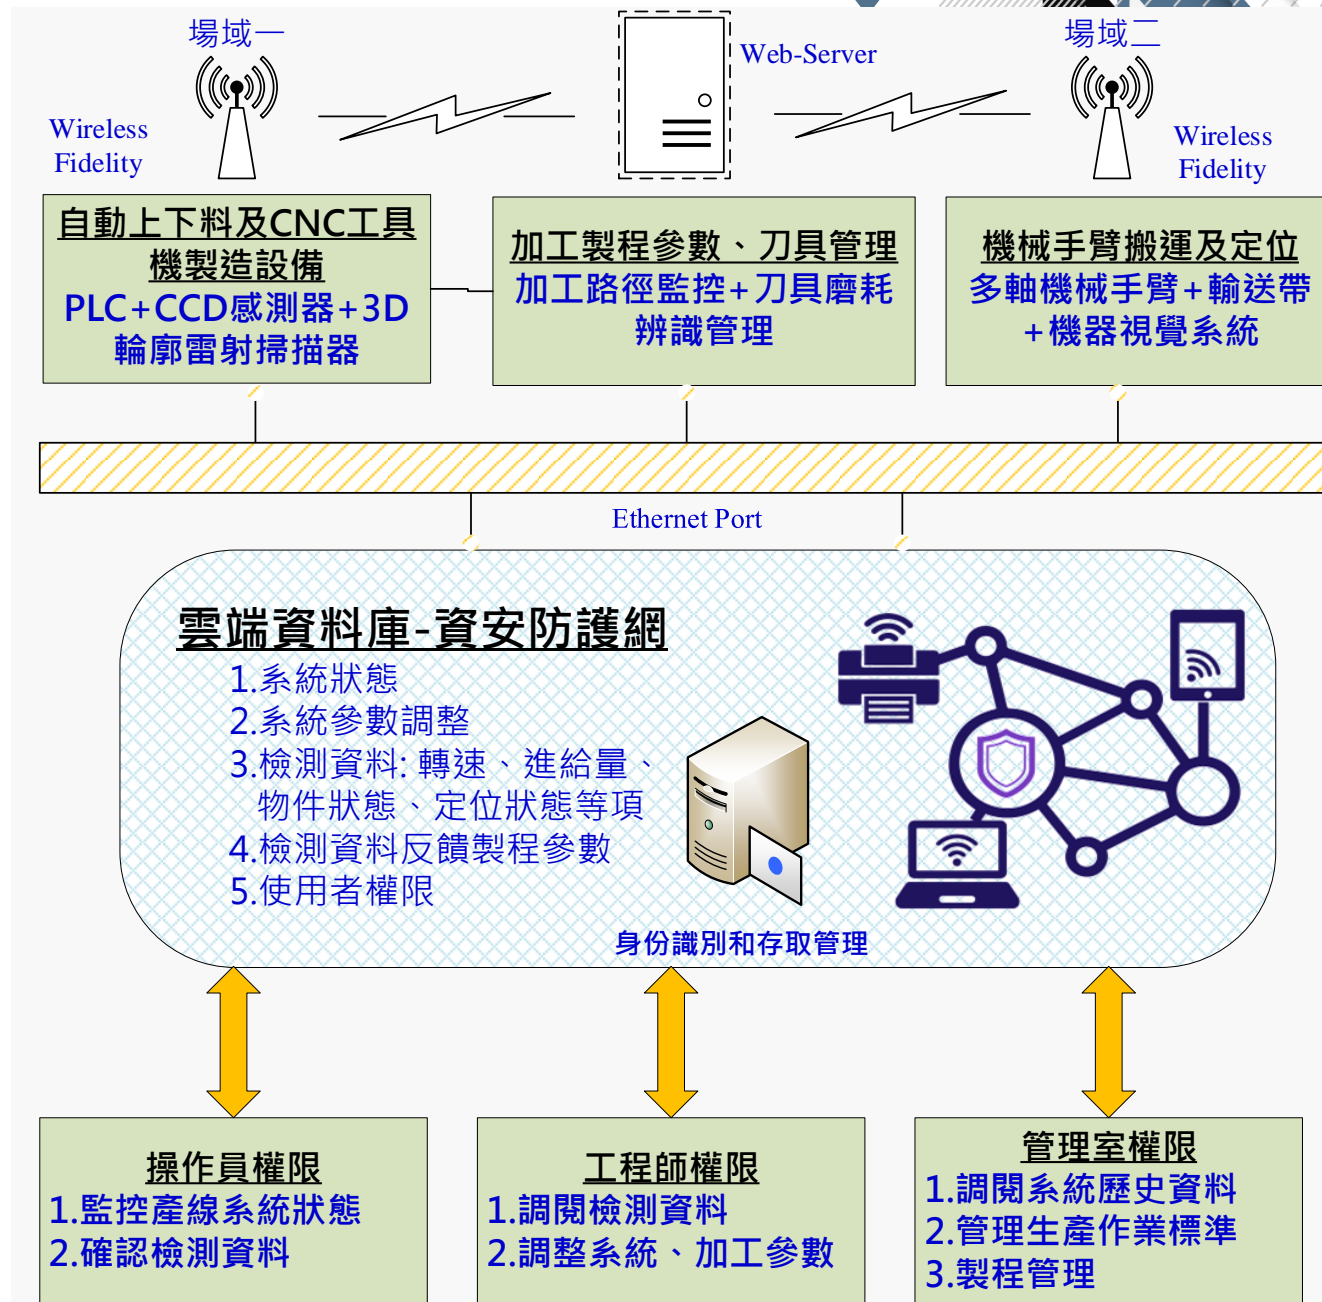 場域一
Web-Server
場域二
Wireless
Fidelity
Wireless
Fidelity
自動上下料及CNC工具
機製造設備
PLC+CCD感測器+3D
輪廓雷射掃描器
加工製程參數、刀具管理
加工路徑監控+刀具磨耗
辨識管理
機械手臂搬運及定位
多軸機械手臂+輸送帶
+機器視覺系統
Ethernet Port
雲端資料庫-資安防護網
1.系統狀態
2.系統參數調整
3.檢測資料: 轉速、進給量、
物件狀態、定位狀態等項
4.檢測資料反饋製程參數
5.使用者權限
身份識別和存取管理
操作員權限
1.監控產線系統狀態
2.確認檢測資料
工程師權限
1.調閱檢測資料
2.調整系統、加工參數
管理室權限
1.調閱系統歷史資料
2.管理生產作業標準
3.製程管理